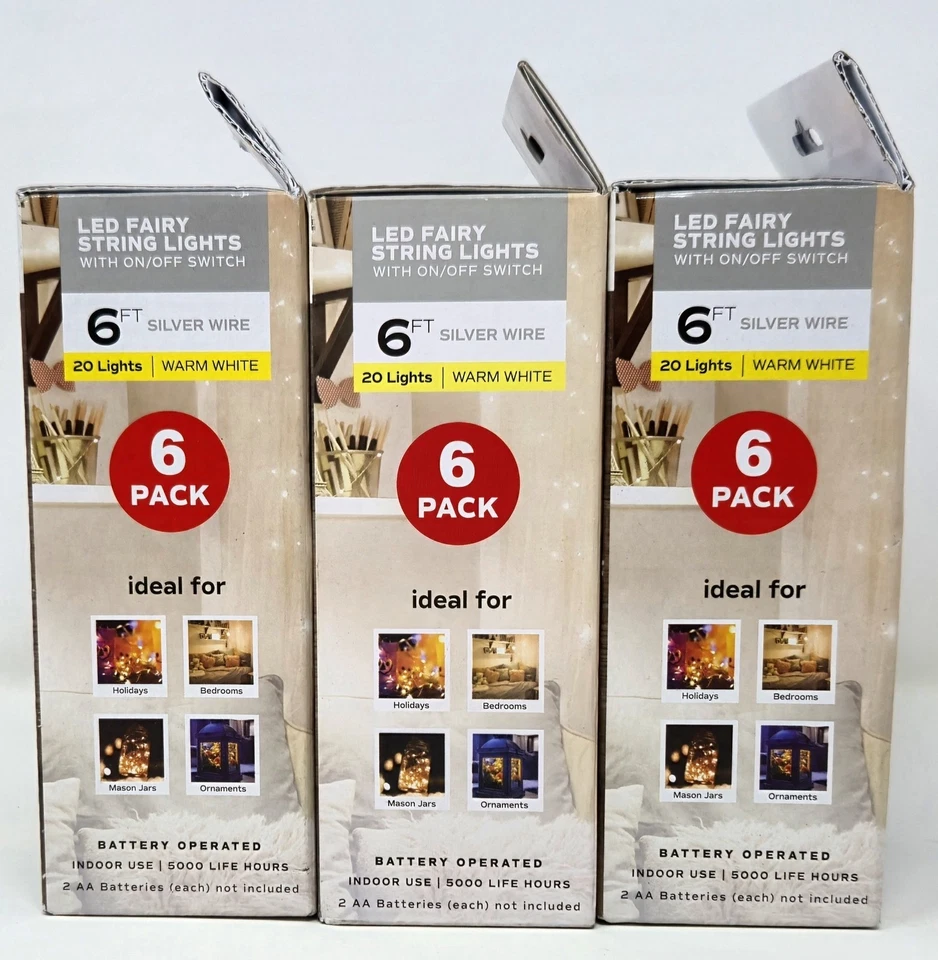 LED FAIRY
STRING LIGHTS
WITH ON/OFF SWITCH
6FT SILVER WIRE
20 Lights | WARM WHITE
6
PACK
ideal for
Holidays Bedrooms
Mason Jars Ornaments
BATTERY OPERATED
INDOOR USE | 5000 LIFE HOURS
2 AA Batteries (each) not included
LED FAIRY
STRING LIGHTS
WITH ON/OFF SWITCH
6FT SILVER WIRE
20 Lights | WARM WHITE
6
PACK
ideal for
Holidays Bedrooms
Mason Jars Ornaments
BATTERY OPERATED
INDOOR USE | 5000 LIFE HOURS
2 AA Batteries (each) not included
LED FAIRY
STRING LIGHTS
WITH ON/OFF SWITCH
6FT SILVER WIRE
20 Lights | WARM WHITE
6
PACK
ideal for
Holidays Bedrooms
Mason Jars Ornaments
BATTERY OPERATED
INDOOR USE | 5000 LIFE HOURS
2 AA Batteries (each) not included